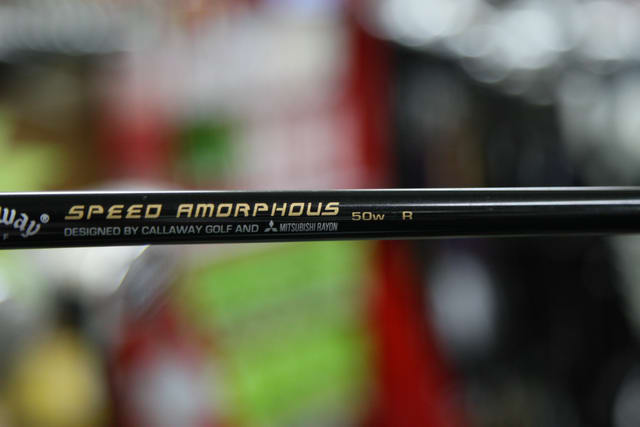 SPEED AMORPHOUS 50w R
DESIGNED BY CALLAWAY GOLF AND MITSUBISHI RAYON